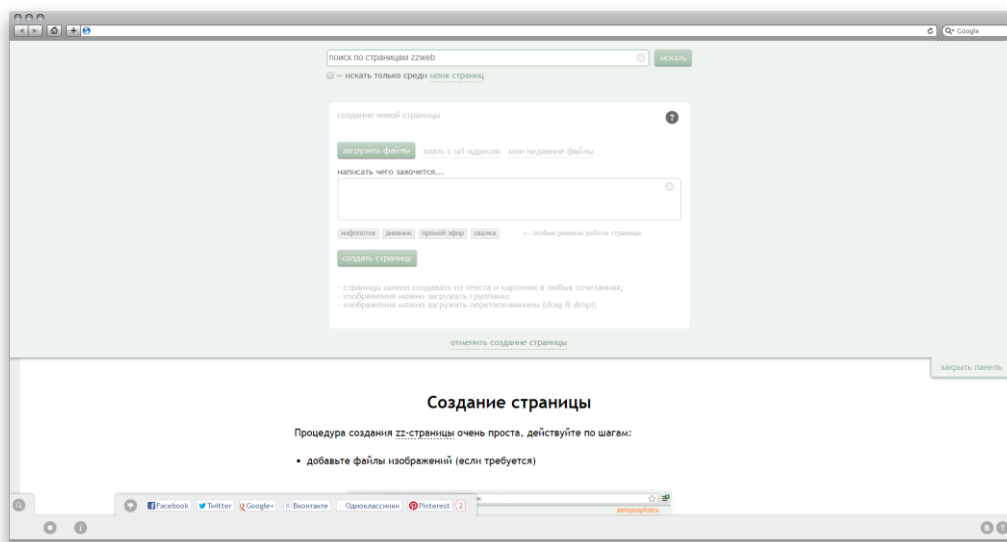 Google
поиск по страницам zzweb
искать
– искать только среди моих страниц
создание новой страницы
?
загрузить файлы взять с url-адресов мои недавние файлы
написать чего захочется...
инфопоток дневник прямой эфир свалка — особые режимы работы страницы
создать страницу
- страницы можно создавать из текста и картинок в любых сочетаниях;
- изображения можно загружать группами;
- изображения можно загружать перетаскиванием (drag & drop);
отменить создание страницы
закрыть панель
Создание страницы
Процедура создания zz-страницы очень проста, действуйте по шагам:
• добавьте файлы изображений (если требуется)
авторизуйтесь
Facebook Twitter Google+ Вконтакте Одноклассники Pinterest 2